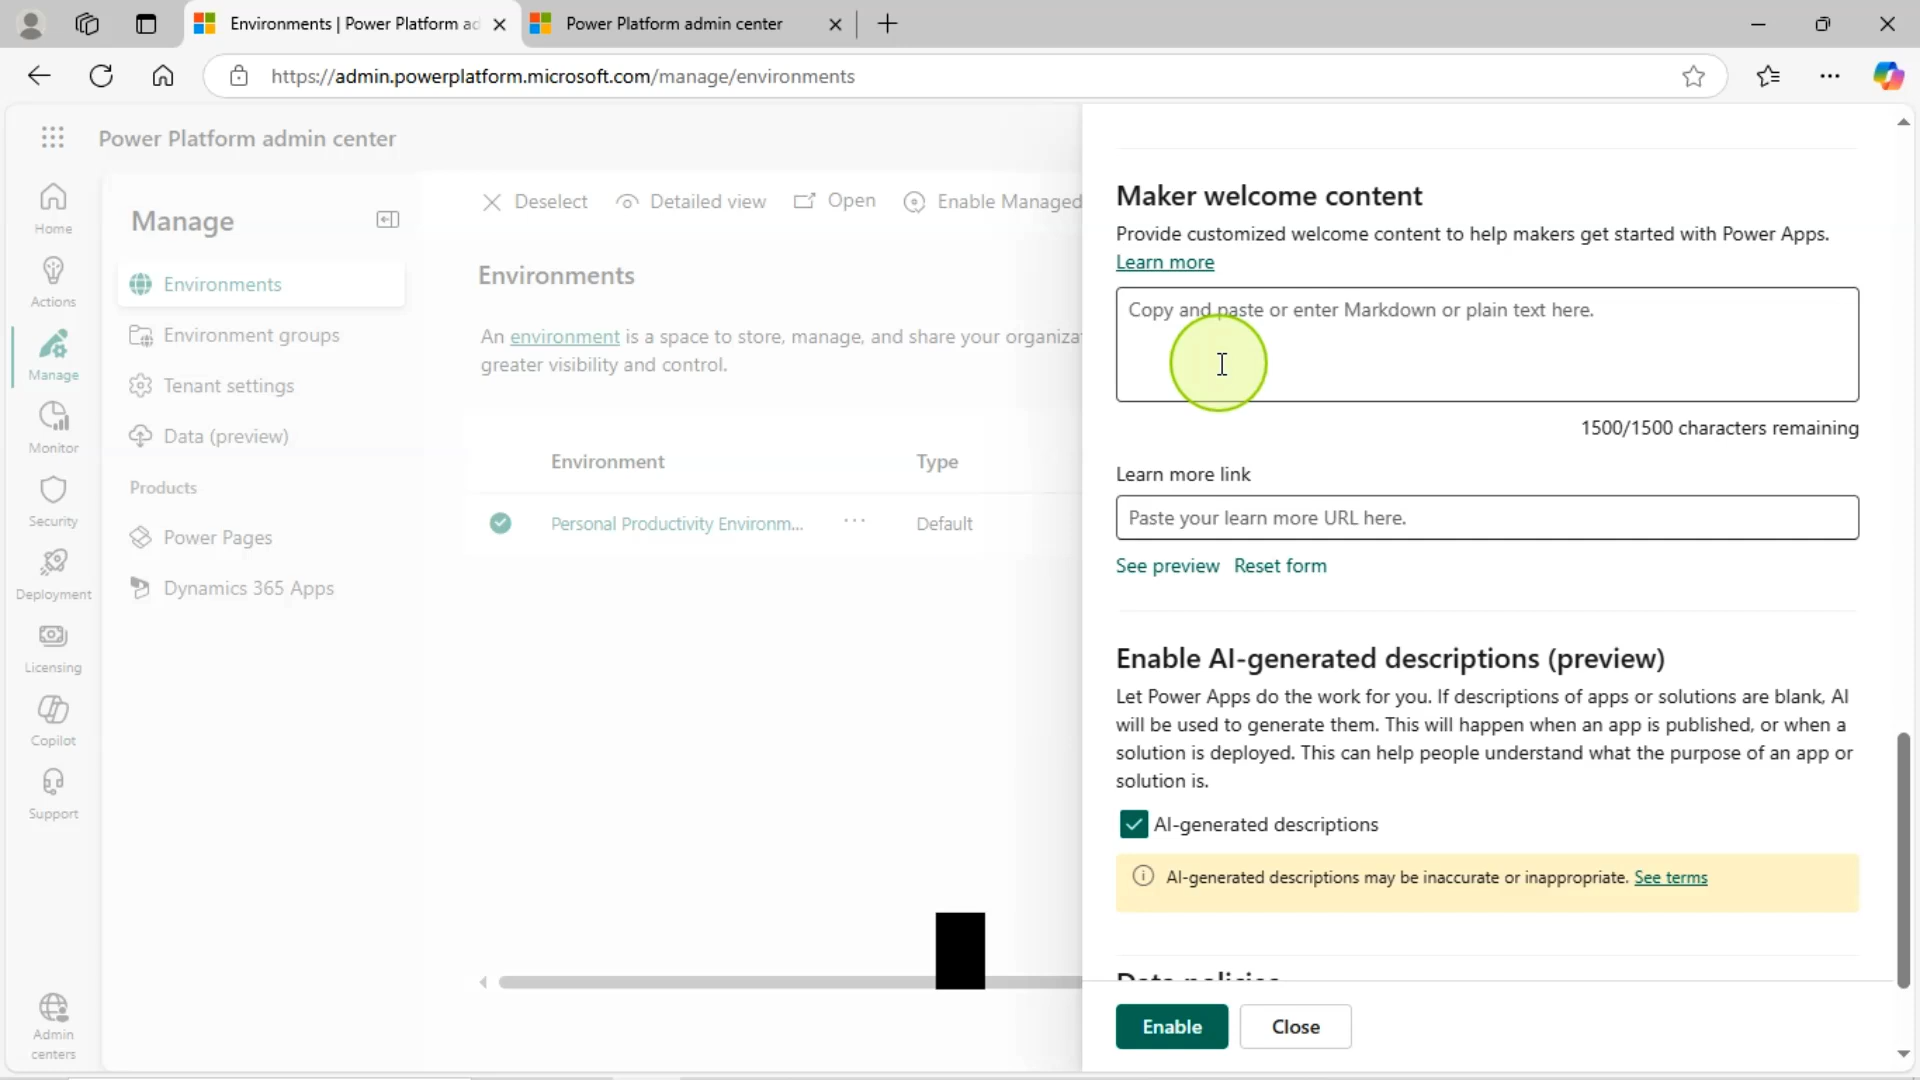 Environments | Power Platform ad
Power Platform admin center
https://admin.powerplatform.microsoft.com/manage/environments
Power Platform admin center
Home
Actions
Manage
Monitor
Security
Deployment
Licensing
Copilot
Support
Admin
centers
Manage
Environments
Environment groups
Tenant settings
Data (preview)
Products
Power Pages
Dynamics 365 Apps
Deselect
Detailed view
Open
Enable Managed
Environments
An environment is a space to store, manage, and share your organiza
greater visibility and control.
Environment
Type
Personal Productivity Environm...
Default
Maker welcome content
Provide customized welcome content to help makers get started with Power Apps.
Learn more
Copy and paste or enter Markdown or plain text here.
1500/1500 characters remaining
Learn more link
Paste your learn more URL here.
See preview Reset form
Enable AI-generated descriptions (preview)
Let Power Apps do the work for you. If descriptions of apps or solutions are blank, AI
will be used to generate them. This will happen when an app is published, or when a
solution is deployed. This can help people understand what the purpose of an app or
solution is.
AI-generated descriptions
AI-generated descriptions may be inaccurate or inappropriate. See terms
Data policies
Enable
Close